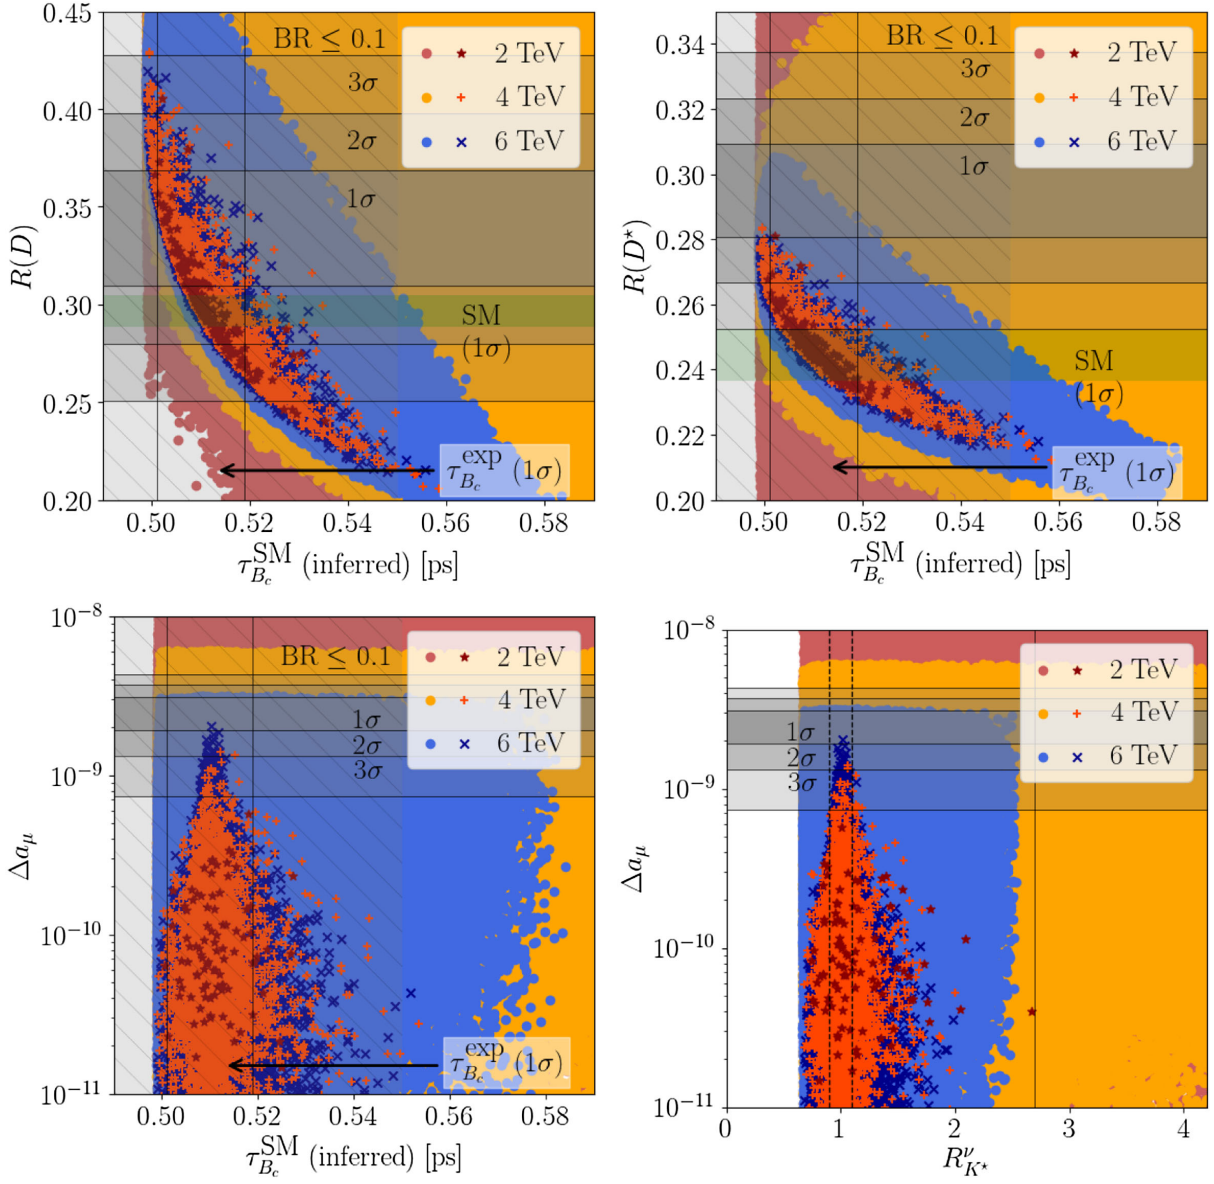 0.45
0.40
0.35
0.30
0.25
0.20
R(D)
BR ≤ 0.1
3σ
2σ
1σ
2 TeV
4 TeV
6 TeV
SM
(1σ)
τ_{B_c}^{exp} (1σ)
0.50 0.52 0.54 0.56 0.58
τ_{B_c}^{SM} (inferred) [ps]
0.34
0.32
0.30
0.28
0.26
0.24
0.22
0.20
R(D⋆)
BR ≤ 0.1
3σ
2σ
1σ
2 TeV
4 TeV
6 TeV
SM
(1σ)
τ_{B_c}^{exp} (1σ)
0.50 0.52 0.54 0.56 0.58
τ_{B_c}^{SM} (inferred) [ps]
10^{−8}
10^{−9}
10^{−10}
10^{−11}
Δa_μ
BR ≤ 0.1
1σ
2σ
3σ
2 TeV
4 TeV
6 TeV
τ_{B_c}^{exp} (1σ)
0.50 0.52 0.54 0.56 0.58
τ_{B_c}^{SM} (inferred) [ps]
10^{−8}
10^{−9}
10^{−10}
10^{−11}
Δa_μ
1σ
2σ
3σ
2 TeV
4 TeV
6 TeV
0 1 2 3 4
R_{K⋆}^{ν}